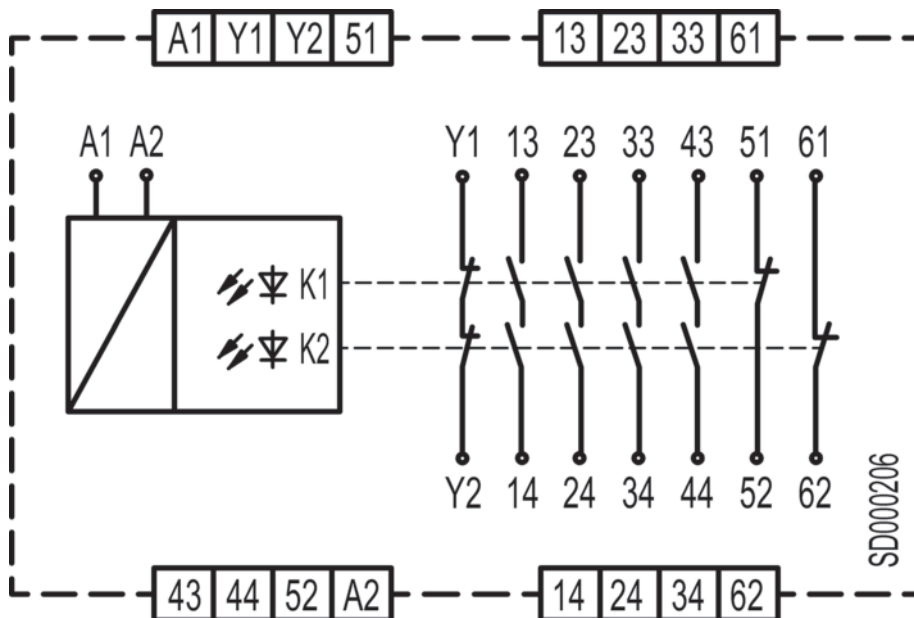 A1 Y1 Y2 51 13 23 33 61
A1 A2 Y1 13 23 33 43 51 61
K1
K2
Y2 14 24 34 44 52 62
SD000206
43 44 52 A2 14 24 34 62